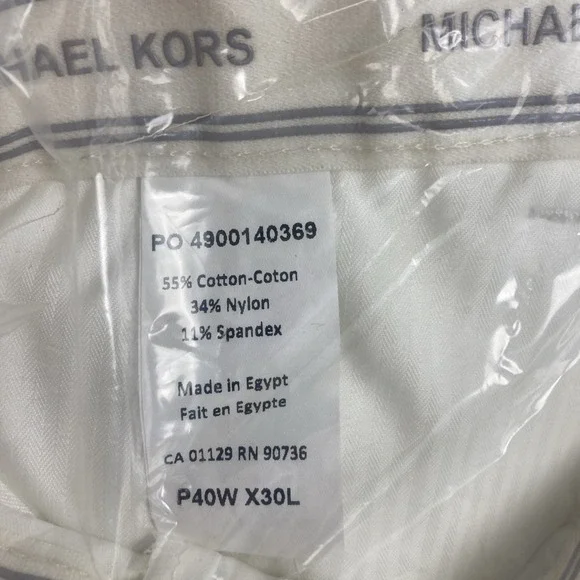 HAEL KORS MICHAE
PO 4900140369
55% Cotton-Coton
34% Nylon
11% Spandex
Made in Egypt
Fait en Egypte
CA 01129 RN 90736
P40W X30L